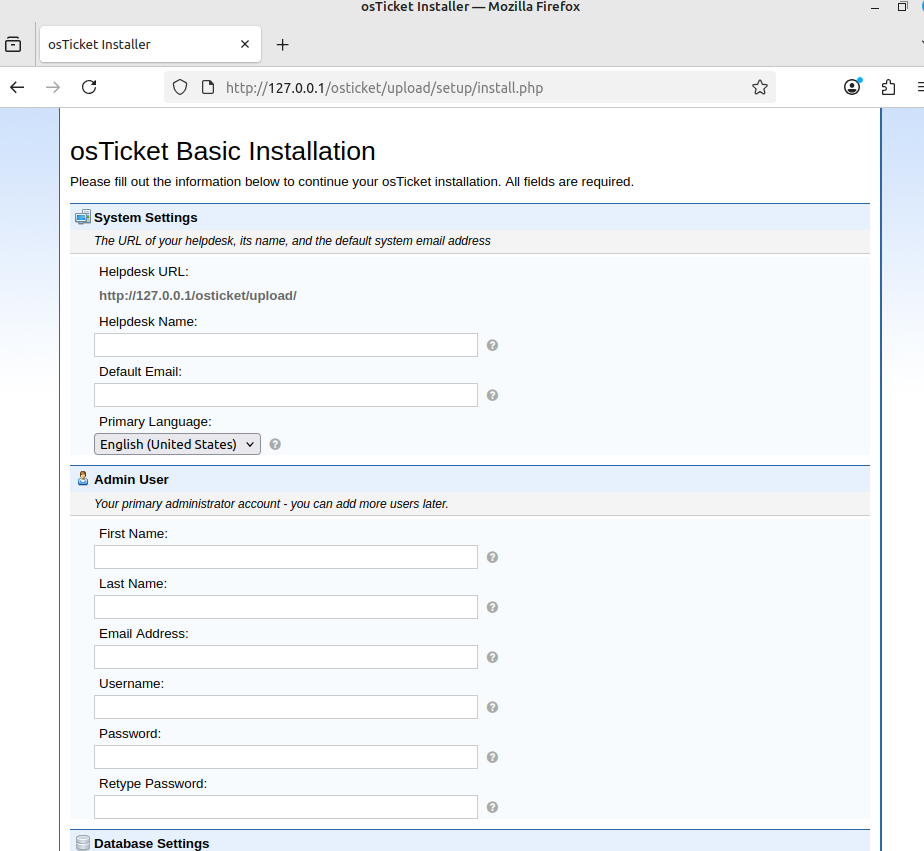 osTicket Installer — Mozilla Firefox
osTicket Installer
http://127.0.0.1/osticket/upload/setup/install.php
osTicket Basic Installation
Please fill out the information below to continue your osTicket installation. All fields are required.
System Settings
The URL of your helpdesk, its name, and the default system email address
Helpdesk URL:
http://127.0.0.1/osticket/upload/
Helpdesk Name:
Default Email:
Primary Language:
English (United States)
Admin User
Your primary administrator account - you can add more users later.
First Name:
Last Name:
Email Address:
Username:
Password:
Retype Password:
Database Settings